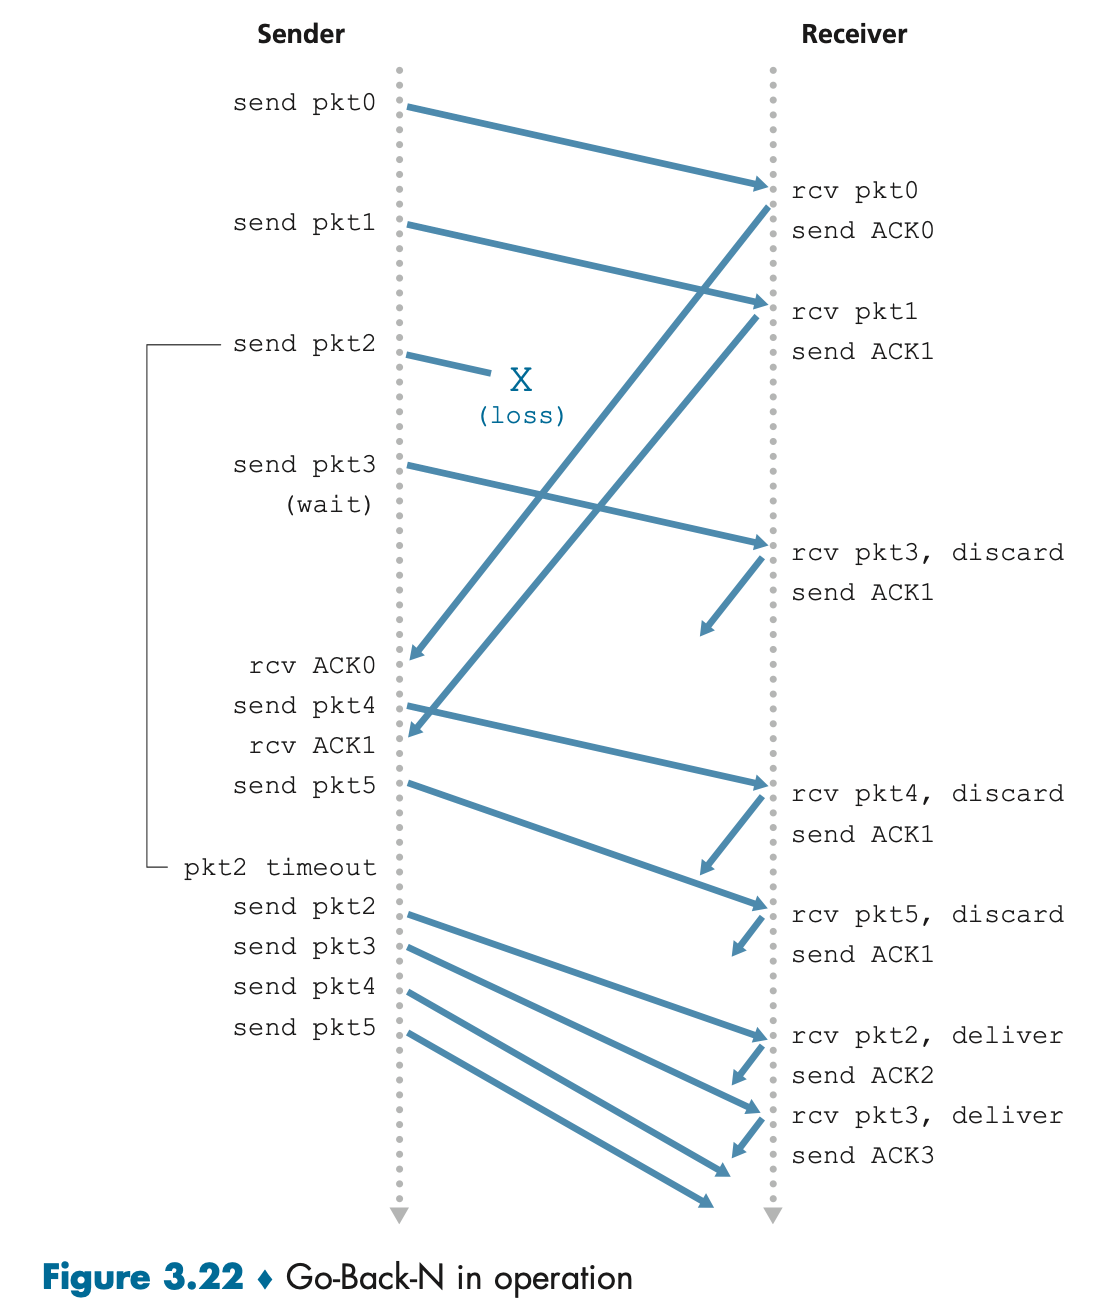 Sender
Receiver
send pkt0
rcv pkt0
send pkt1
send ACK0
rcv pkt1
send pkt2
send ACK1
X
(loss)
send pkt3
(wait)
rcv pkt3, discard
send ACK1
rcv ACK0
send pkt4
rcv ACK1
send pkt5
rcv pkt4, discard
send ACK1
pkt2 timeout
send pkt2
rcv pkt5, discard
send pkt3
send ACK1
send pkt4
send pkt5
rcv pkt2, deliver
send ACK2
rcv pkt3, deliver
send ACK3
Figure 3.22 ♦ Go-Back-N in operation